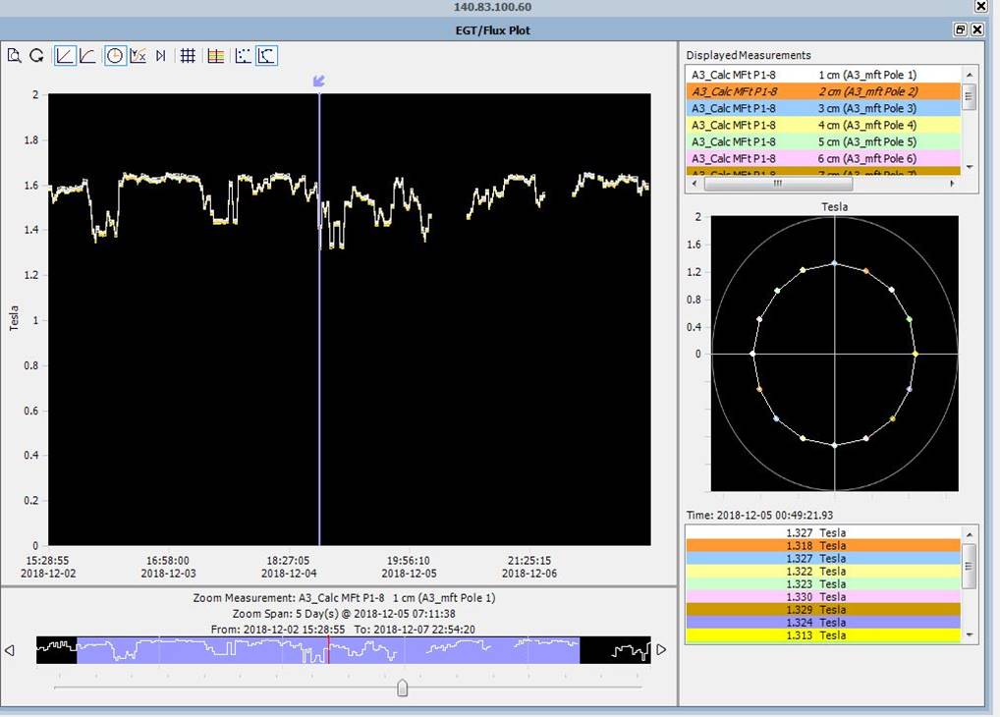 140.83.100.60
EGT/Flux Plot
Displayed Measurements
A3_Calc MFt P1-8 1 cm (A3_mft Pole 1)
A3_Calc MFt P1-8 2 cm (A3_mft Pole 2)
A3_Calc MFt P1-8 3 cm (A3_mft Pole 3)
A3_Calc MFt P1-8 4 cm (A3_mft Pole 4)
A3_Calc MFt P1-8 5 cm (A3_mft Pole 5)
A3_Calc MFt P1-8 6 cm (A3_mft Pole 6)
A3_Calc MFt P1-8 7 cm (A3_mft Pole 7)
2
1.8
1.6
1.4
1.2
1
0.8
0.6
0.4
0.2
0
Tesla
15:28:55 16:58:00 18:27:05 19:56:10 21:25:15
2018-12-02 2018-12-03 2018-12-04 2018-12-05 2018-12-06
Tesla
2
1.6
1.2
0.8
0.4
0
Time: 2018-12-05 00:49:21.93
1.327 Tesla
1.318 Tesla
1.327 Tesla
1.322 Tesla
1.323 Tesla
1.330 Tesla
1.329 Tesla
1.324 Tesla
1.313 Tesla
Zoom Measurement: A3_Calc MFt P1-8 1 cm (A3_mft Pole 1)
Zoom Span: 5 Day(s) @ 2018-12-05 07:11:38
From: 2018-12-02 15:28:55 To: 2018-12-07 22:54:20